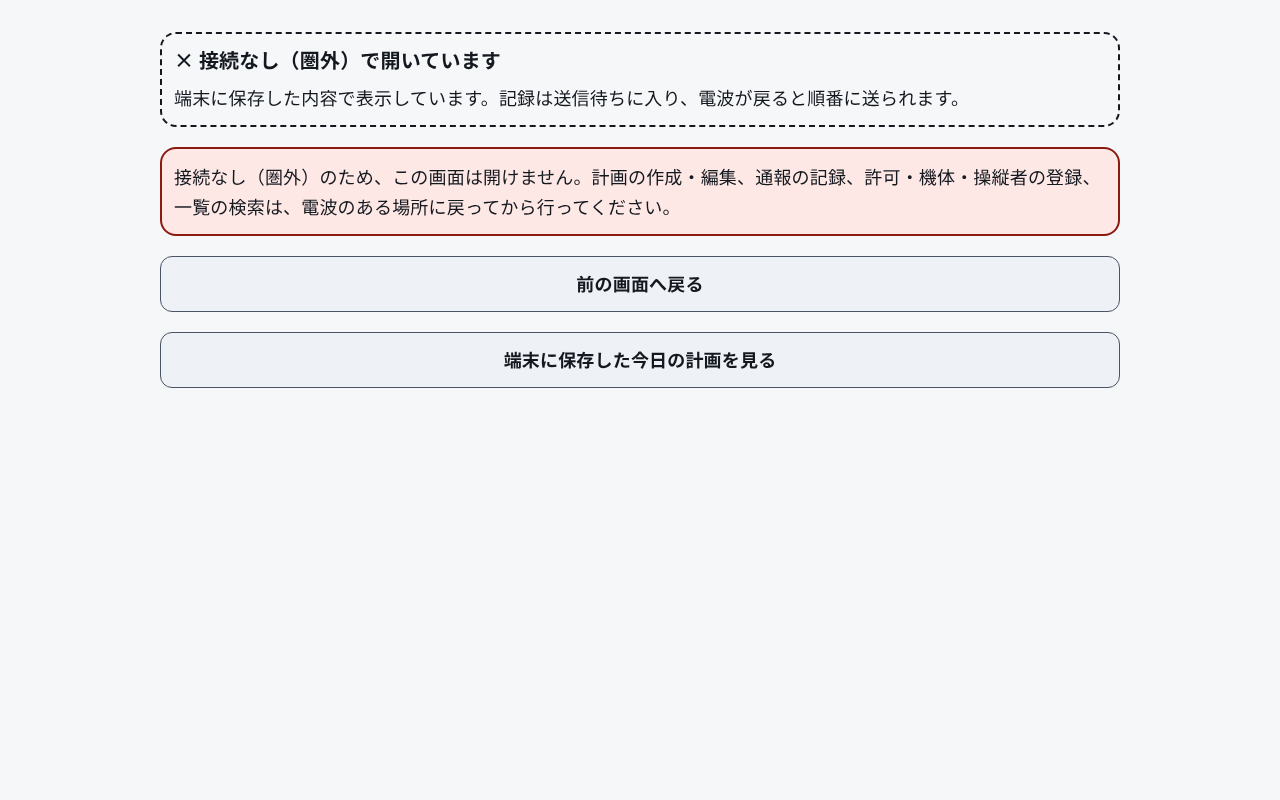 × 接続なし（圏外）で開いています
端末に保存した内容で表示しています。記録は送信待ちに入り、電波が戻ると順番に送られます。
接続なし（圏外）のため、この画面は開けません。計画の作成・編集、通報の記録、許可・機体・操縦者の登録、
一覧の検索は、電波のある場所に戻ってから行ってください。
前の画面へ戻る
端末に保存した今日の計画を見る